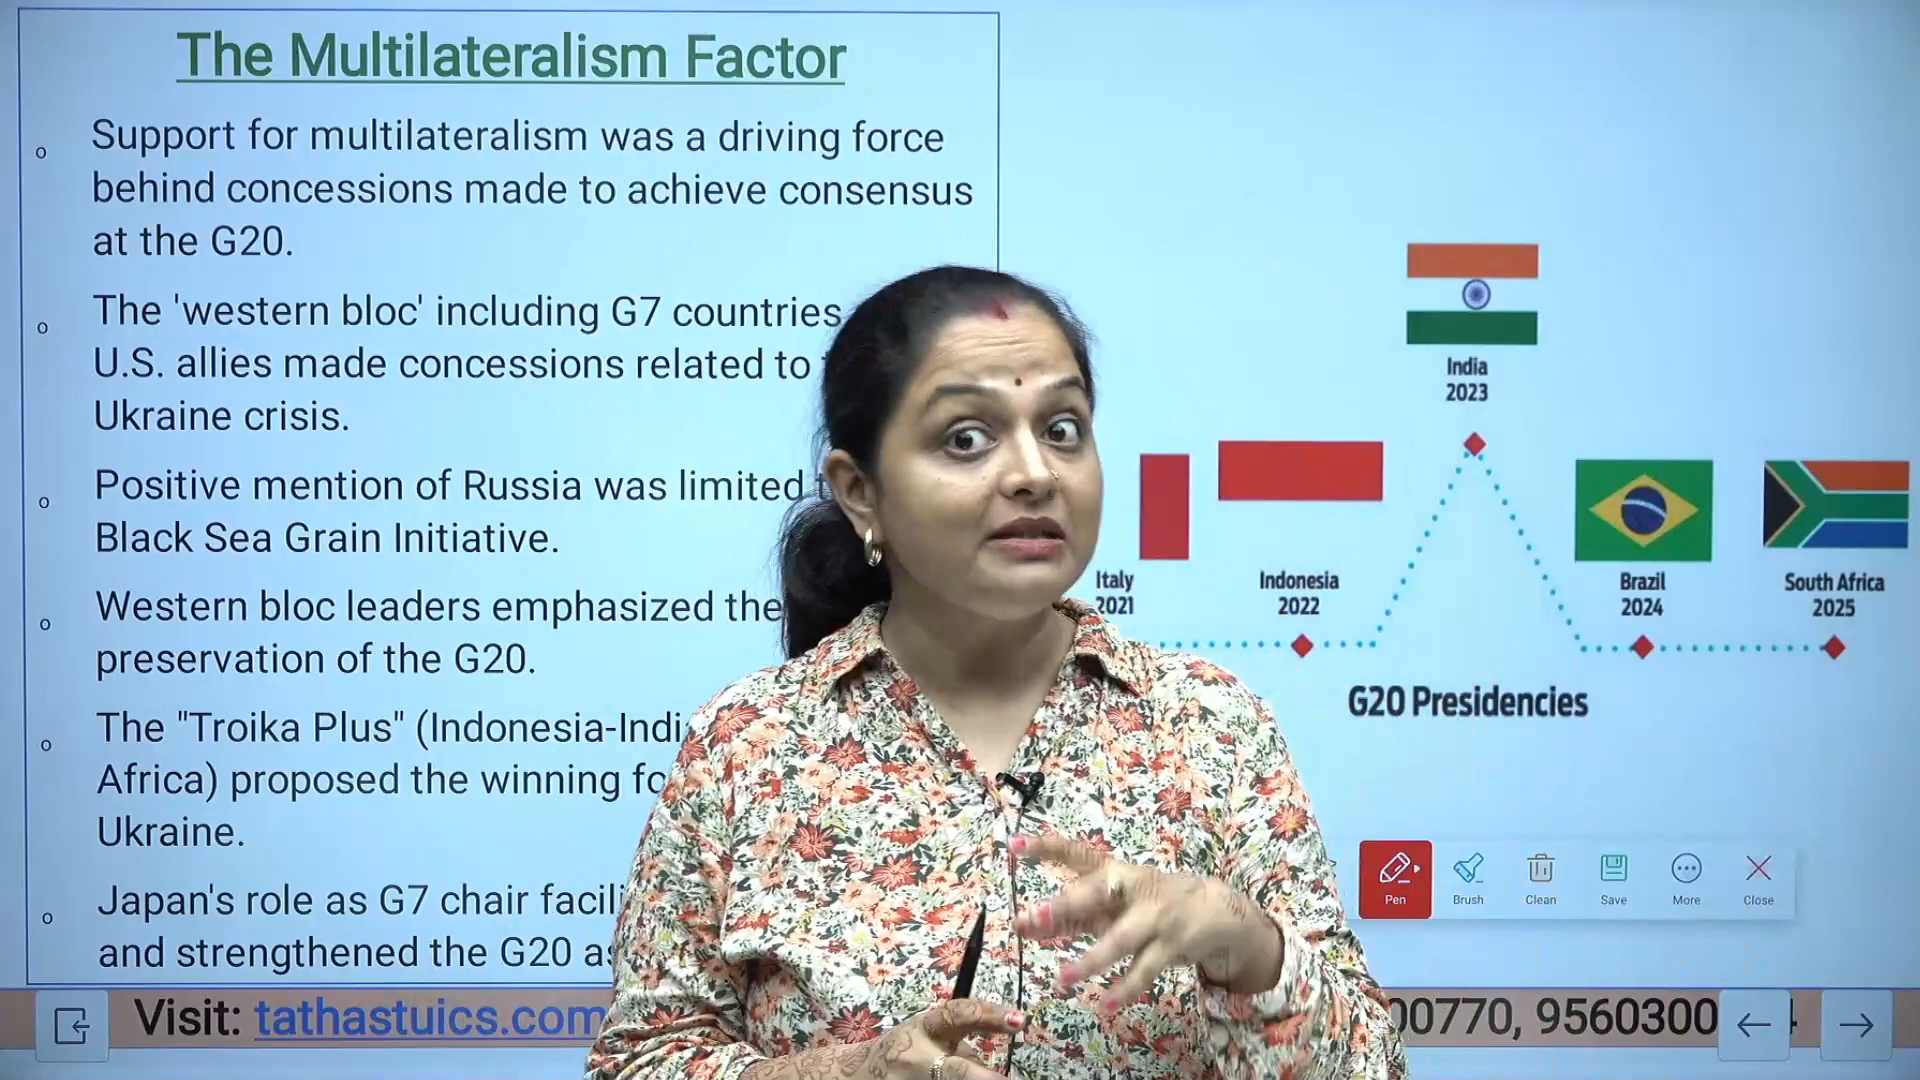 The Multilateralism Factor
Support for multilateralism was a driving force
behind concessions made to achieve consensus
at the G20.
The 'western bloc' including G7 countries
U.S. allies made concessions related to
Ukraine crisis.
Positive mention of Russia was limited
Black Sea Grain Initiative.
Western bloc leaders emphasized the
preservation of the G20.
The "Troika Plus" (Indonesia-Indi
Africa) proposed the winning fo
Ukraine.
Japan's role as G7 chair facili
and strengthened the G20 as
India
2023
Italy
2021
Indonesia
2022
Brazil
2024
South Africa
2025
G20 Presidencies
Pen
Brush
Clean
Save
More
Close
Visit: tathastuics.com
00770, 9560300